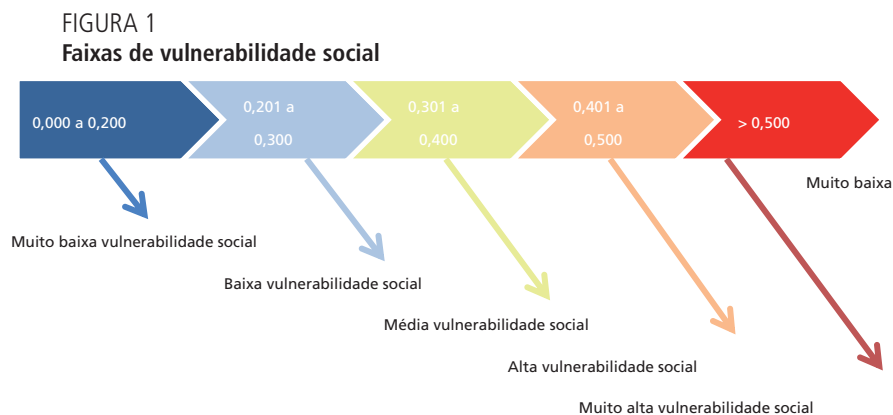 FIGURA 1
Faixas de vulnerabilidade social
0,000 a 0,200
0,201 a
0,300
0,301 a
0,400
0,401 a
0,500
> 0,500
Muito baixa
Muito baixa vulnerabilidade social
Baixa vulnerabilidade social
Média vulnerabilidade social
Alta vulnerabilidade social
Muito alta vulnerabilidade social